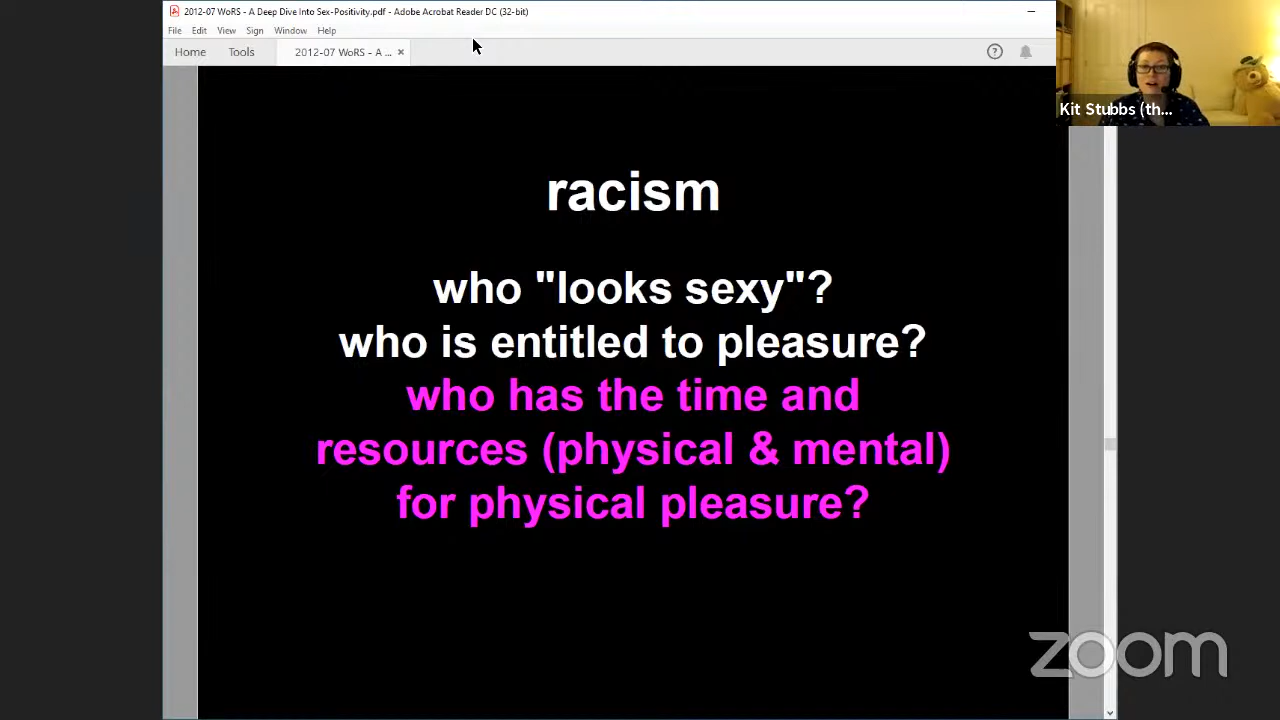 2012-07 WoRS - A Deep Dive Into Sex-Positivity.pdf - Adobe Acrobat Reader DC (32-bit)
File Edit View Sign Window Help
Home Tools 2012-07 WoRS - A ... ×
?
Kit Stubbs (th...
racism
who "looks sexy"?
who is entitled to pleasure?
who has the time and
resources (physical & mental)
for physical pleasure?
zoom